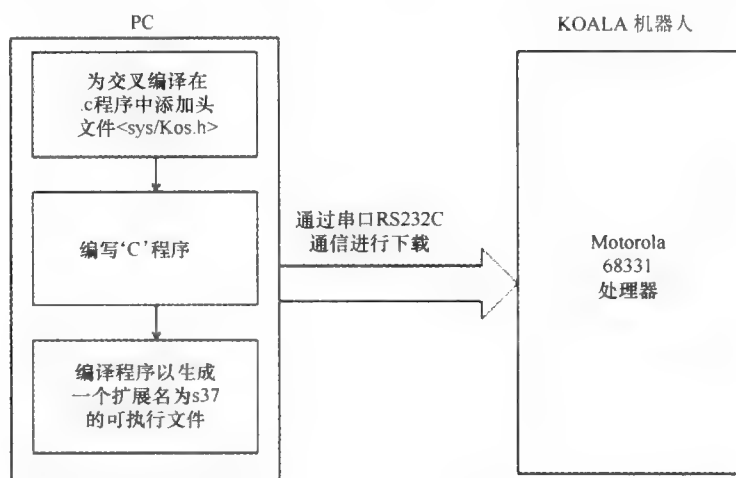 PC
KOALA 机器人
为交叉编译在
.c程序中添加头
文件<sys/Kos.h>
编写‘C’程序
通过串口RS232C
通信进行下载
Motorola
68331
处理器
编译程序以生成
一个扩展名为s37
的可执行文件